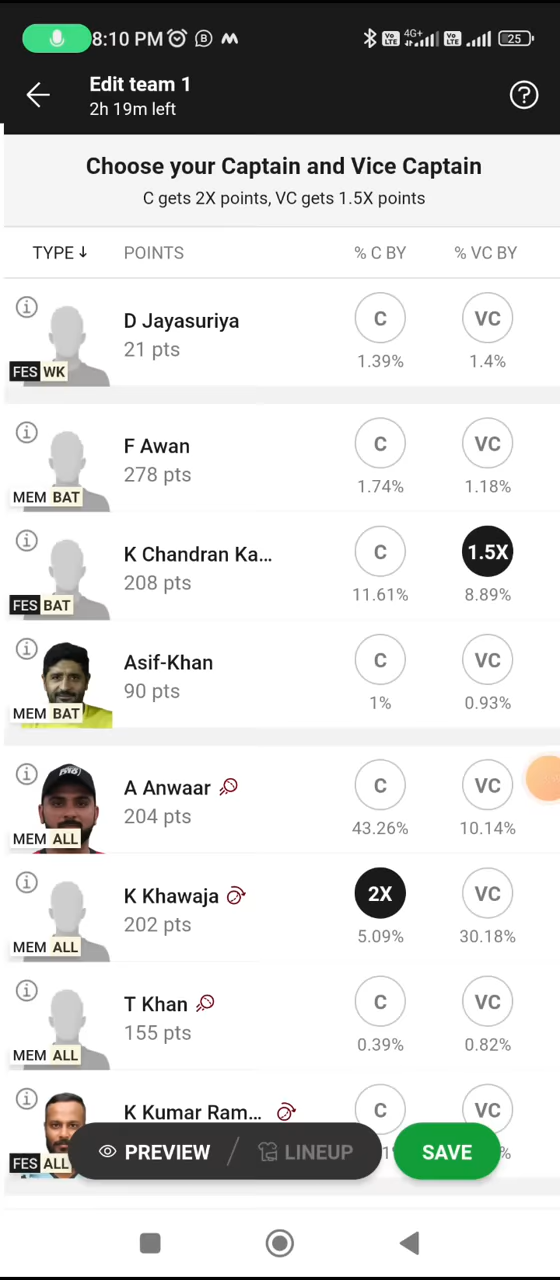 8:10 PM
4G+
Vo LTE
Vo LTE
25
Edit team 1
2h 19m left
Choose your Captain and Vice Captain
C gets 2X points, VC gets 1.5X points
TYPE ↓ POINTS % C BY % VC BY
D Jayasuriya C VC
21 pts 1.39% 1.4%
FES WK
F Awan C VC
278 pts 1.74% 1.18%
MEM BAT
K Chandran Ka... C 1.5X
208 pts 11.61% 8.89%
FES BAT
Asif-Khan C VC
90 pts 1% 0.93%
MEM BAT
A Anwaar C VC
204 pts 43.26% 10.14%
MEM ALL
K Khawaja 2X VC
202 pts 5.09% 30.18%
MEM ALL
T Khan C VC
155 pts 0.39% 0.82%
MEM ALL
K Kumar Ram... C VC
FES ALL
PREVIEW / LINEUP SAVE